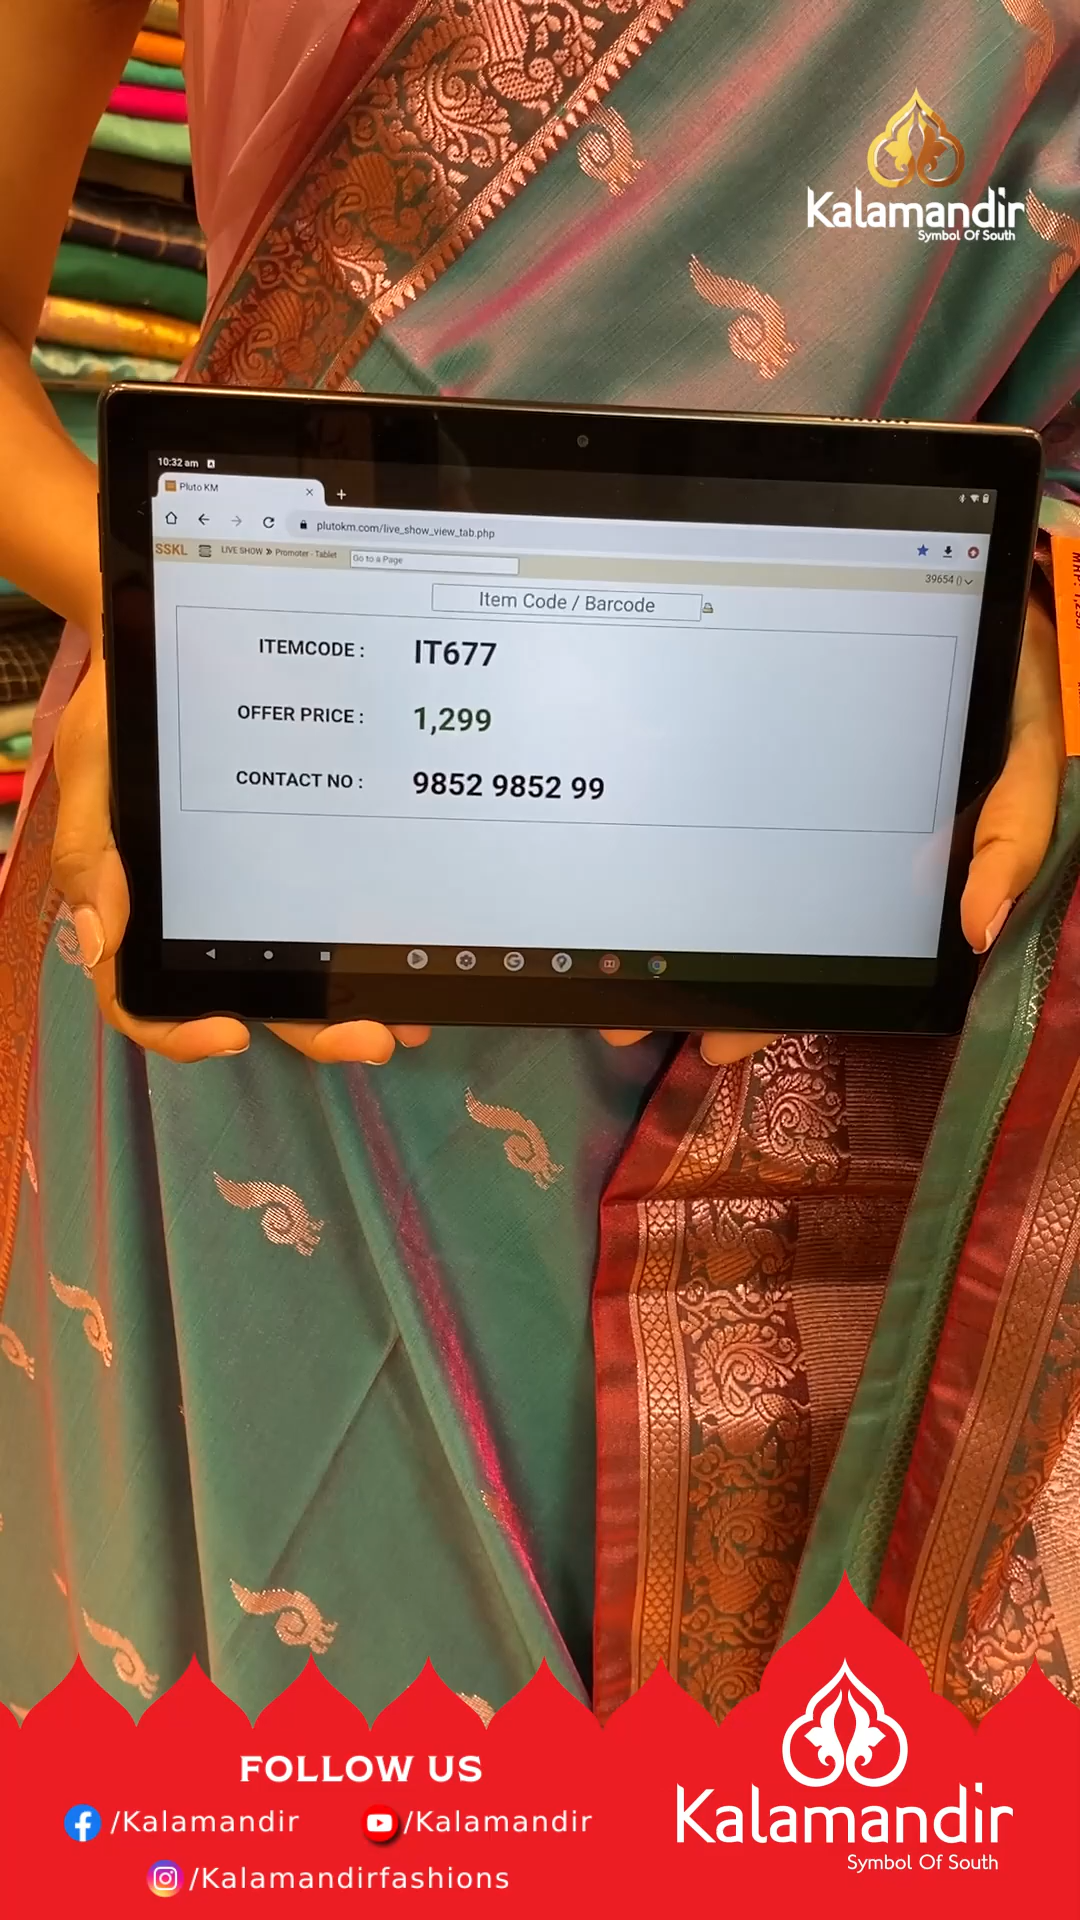 Kalamandir
Symbol Of South
10:32 am
Pluto KM
plutokm.com/live_show_view_tab.php
SSKL LIVE SHOW » Promoter - Tablet Go to a Page
39654 ()
Item Code / Barcode
ITEMCODE : IT677
OFFER PRICE : 1,299
CONTACT NO : 9852 9852 99
FOLLOW US
/Kalamandir /Kalamandir
/Kalamandirfashions
Kalamandir
Symbol Of South